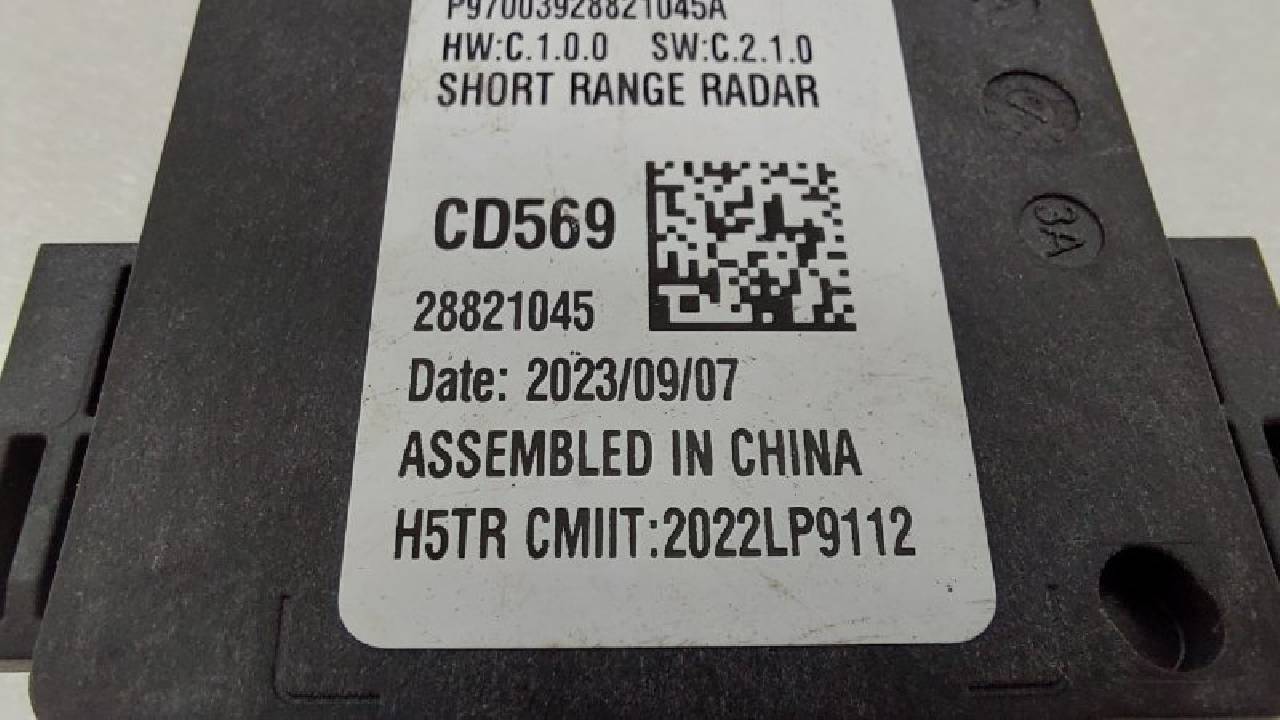 P97003928821045A
HW:C.1.0.0 SW:C.2.1.0
SHORT RANGE RADAR
CD569
28821045
Date: 2023/09/07
ASSEMBLED IN CHINA
H5TR CMIIT:2022LP9112
3A